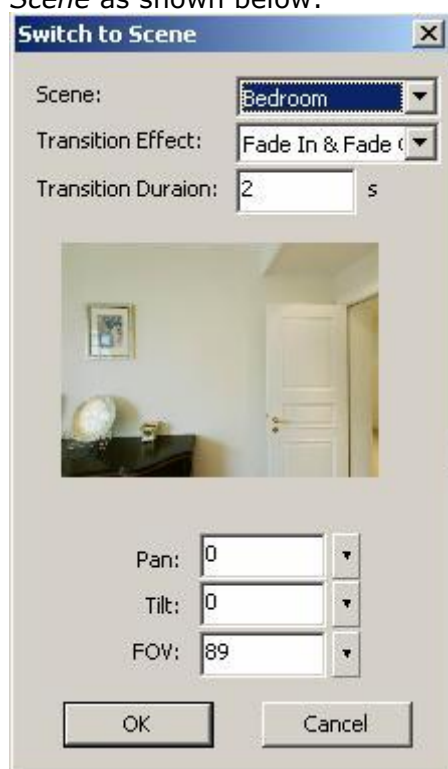 Scene as shown below:
Switch to Scene
Scene: Bedroom
Transition Effect: Fade In & Fade
Transition Duraion: 2 s
Pan: 0
Tilt: 0
FOV: 89
OK Cancel